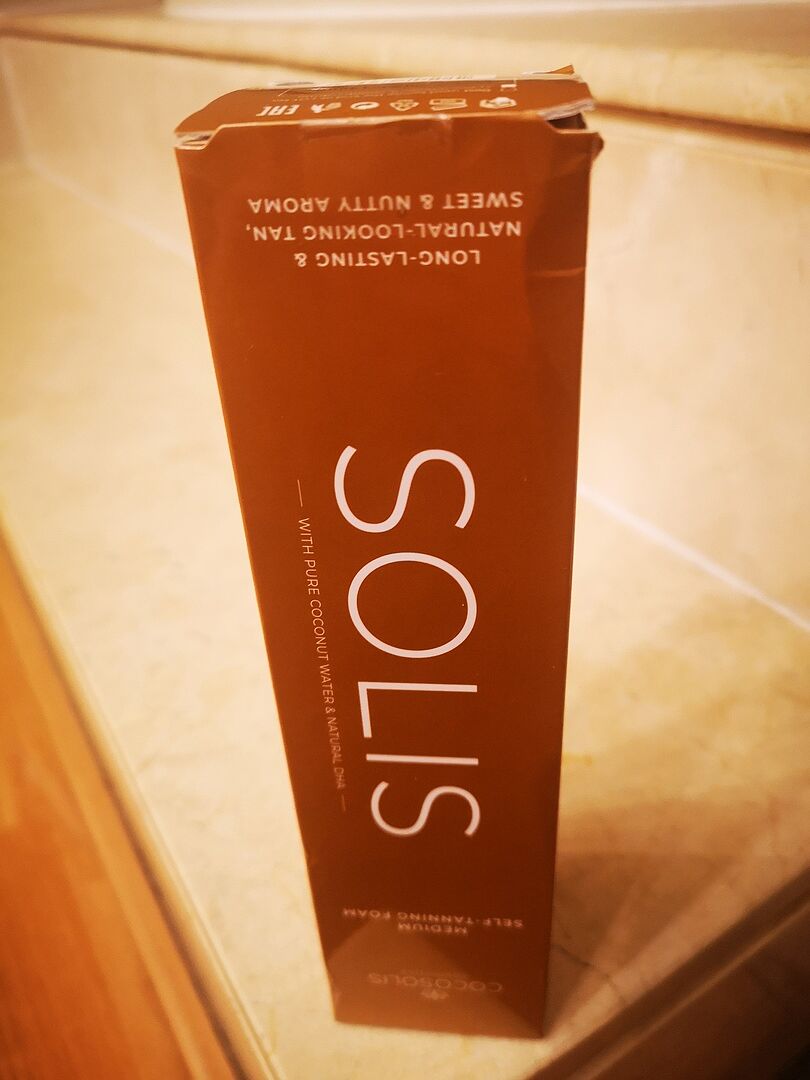 COCOSOLIS
MEDIUM
SELF-TANNING FOAM
SOLIS
WITH PURE COCONUT WATER & NATURAL DHA
LONG-LASTING &
NATURAL-LOOKING TAN,
SWEET & NUTTY AROMA
EAC